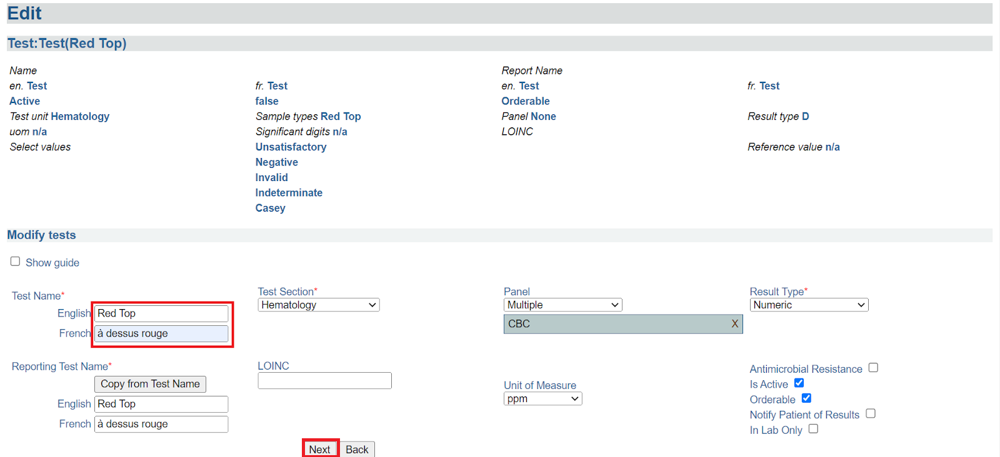 Edit
Test:Test(Red Top)
Name Report Name
en. Test fr. Test en. Test fr. Test
Active false Orderable
Test unit Hematology Sample types Red Top Panel None Result type D
uom n/a Significant digits n/a LOINC
Select values Unsatisfactory Reference value n/a
Negative
Invalid
Indeterminate
Casey
Modify tests
Show guide
Test Name* Test Section* Panel Result Type*
English Red Top Hematology Multiple Numeric
French à dessus rouge CBC X
Reporting Test Name* LOINC Antimicrobial Resistance
Copy from Test Name Unit of Measure Is Active
English Red Top ppm Orderable
French à dessus rouge Notify Patient of Results
In Lab Only
Next Back